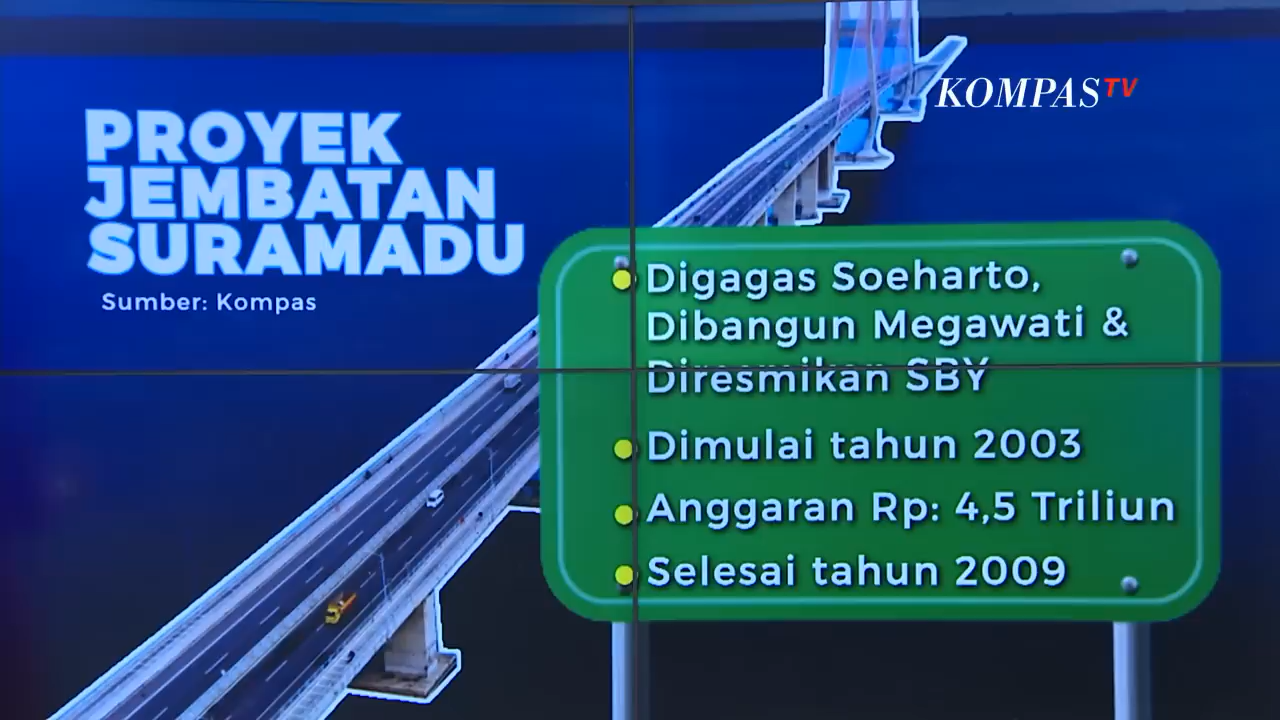 KOMPASTV
PROYEK
JEMBATAN
SURAMADU
Sumber: Kompas
Digagas Soeharto,
Dibangun Megawati &
Diresmikan SBY
Dimulai tahun 2003
Anggaran Rp: 4,5 Triliun
Selesai tahun 2009